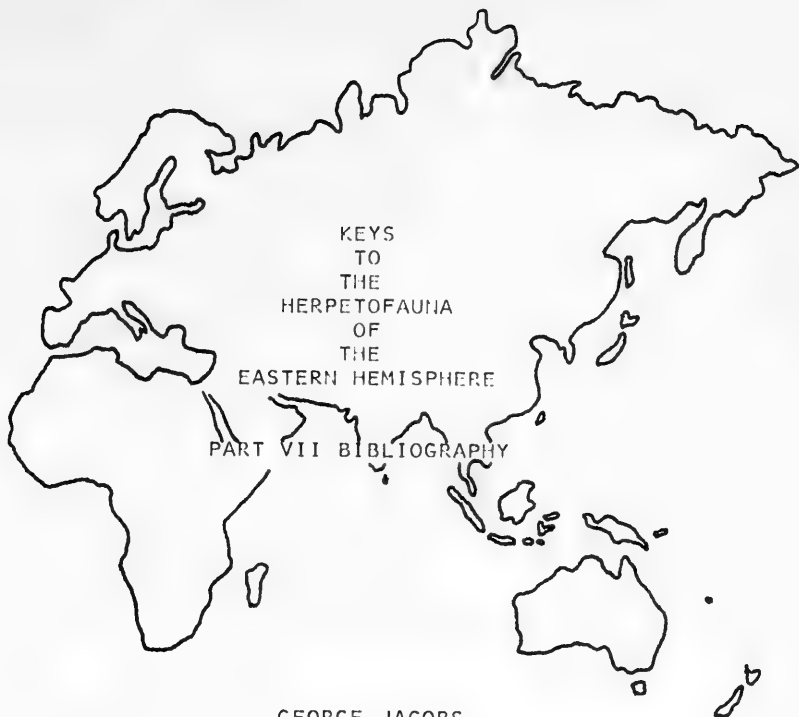 KEYS
TO
THE
HERPETOFAUNA
OF
THE
EASTERN HEMISPHERE
PART VII BIBLIOGRAPHY
GEORGE JACOBS